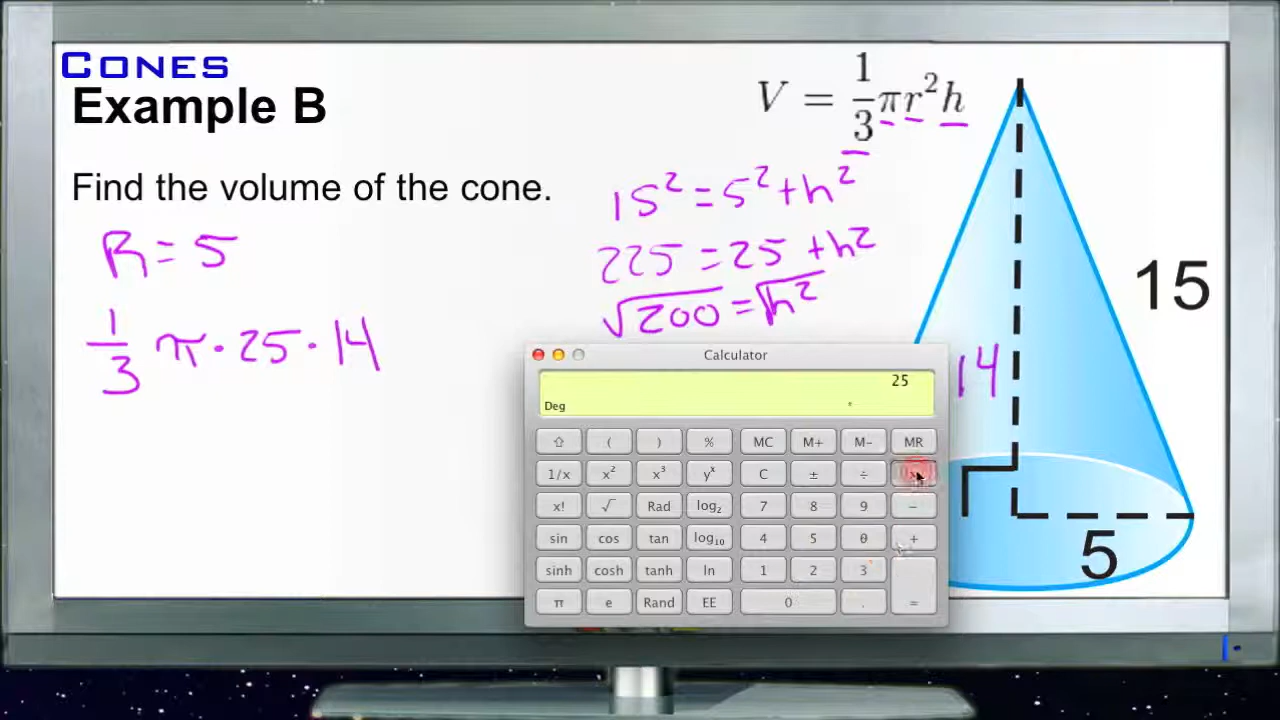 CONES
Example B
V = 1/3 πr²h
Find the volume of the cone.
15² = 5² + h²
R = 5
225 = 25 + h²
√200 = √h²
1/3 π · 25 · 14
15
14
5
Calculator
25
Deg
*
⇧ ( ) % MC M+ M- MR
1/x x² x³ yˣ C ± ÷
x! √ Rad log₂ 7 8 9 −
sin cos tan log₁₀ 4 5 +
sinh cosh tanh ln 1 2 3
π e Rand EE 0 . =